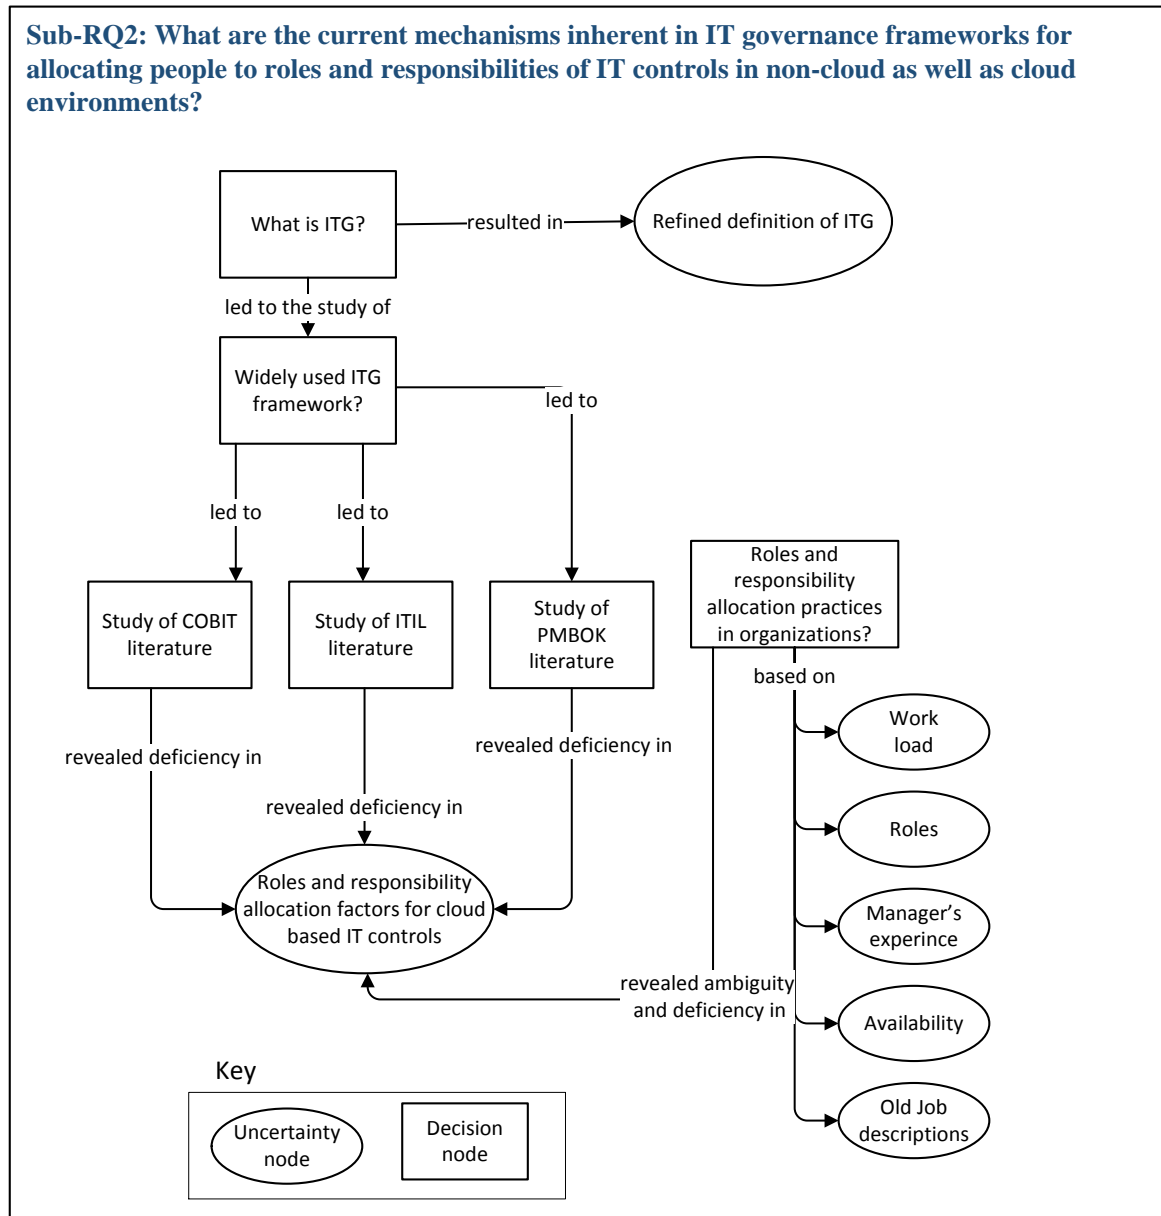 Sub-RQ2: What are the current mechanisms inherent in IT governance frameworks for
allocating people to roles and responsibilities of IT controls in non-cloud as well as cloud
environments?
What is ITG?
resulted in
Refined definition of ITG
led to the study of
Widely used ITG
framework?
led to
led to
led to
Study of COBIT
literature
Study of ITIL
literature
Study of
PMBOK
literature
Roles and
responsibility
allocation practices
in organizations?
based on
revealed deficiency in
revealed deficiency in
revealed deficiency in
Work
load
Roles
Roles and responsibility
allocation factors for cloud
based IT controls
Manager's
experince
revealed ambiguity
and deficiency in
Availability
Old Job
descriptions
Key
Uncertainty
node
Decision
node